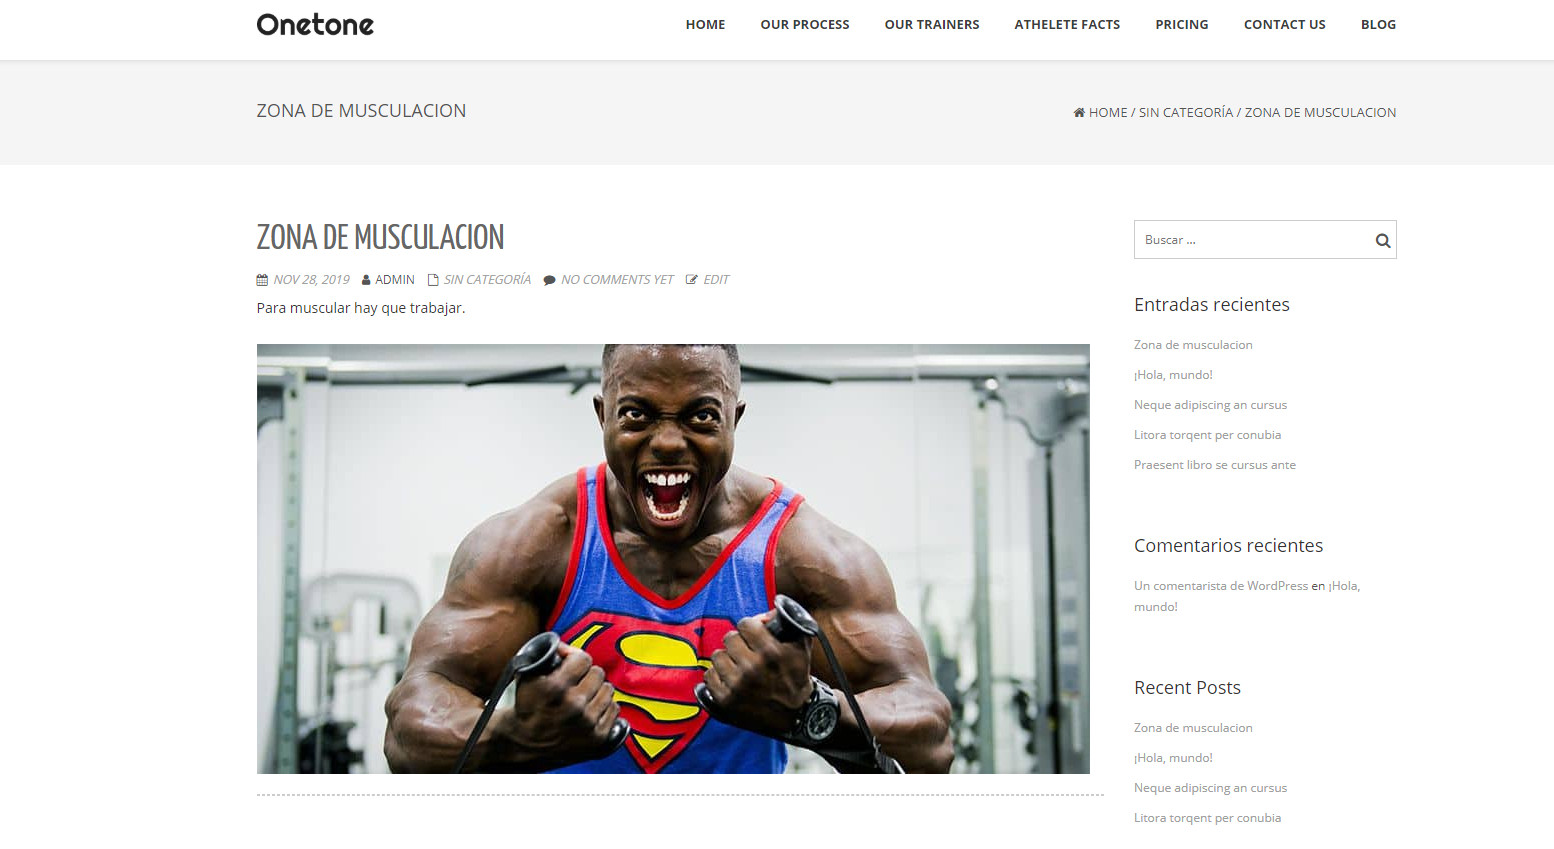 Onetone
HOME OUR PROCESS OUR TRAINERS ATHELETE FACTS PRICING CONTACT US BLOG
ZONA DE MUSCULACION
HOME / SIN CATEGORÍA / ZONA DE MUSCULACION
ZONA DE MUSCULACION
NOV 28, 2019 ADMIN SIN CATEGORÍA NO COMMENTS YET EDIT
Para muscular hay que trabajar.
S
Buscar ...
Entradas recientes
Zona de musculacion
¡Hola, mundo!
Neque adipiscing an cursus
Litora torqent per conubia
Praesent libro se cursus ante
Comentarios recientes
Un comentarista de WordPress en ¡Hola,
mundo!
Recent Posts
Zona de musculacion
¡Hola, mundo!
Neque adipiscing an cursus
Litora torqent per conubia